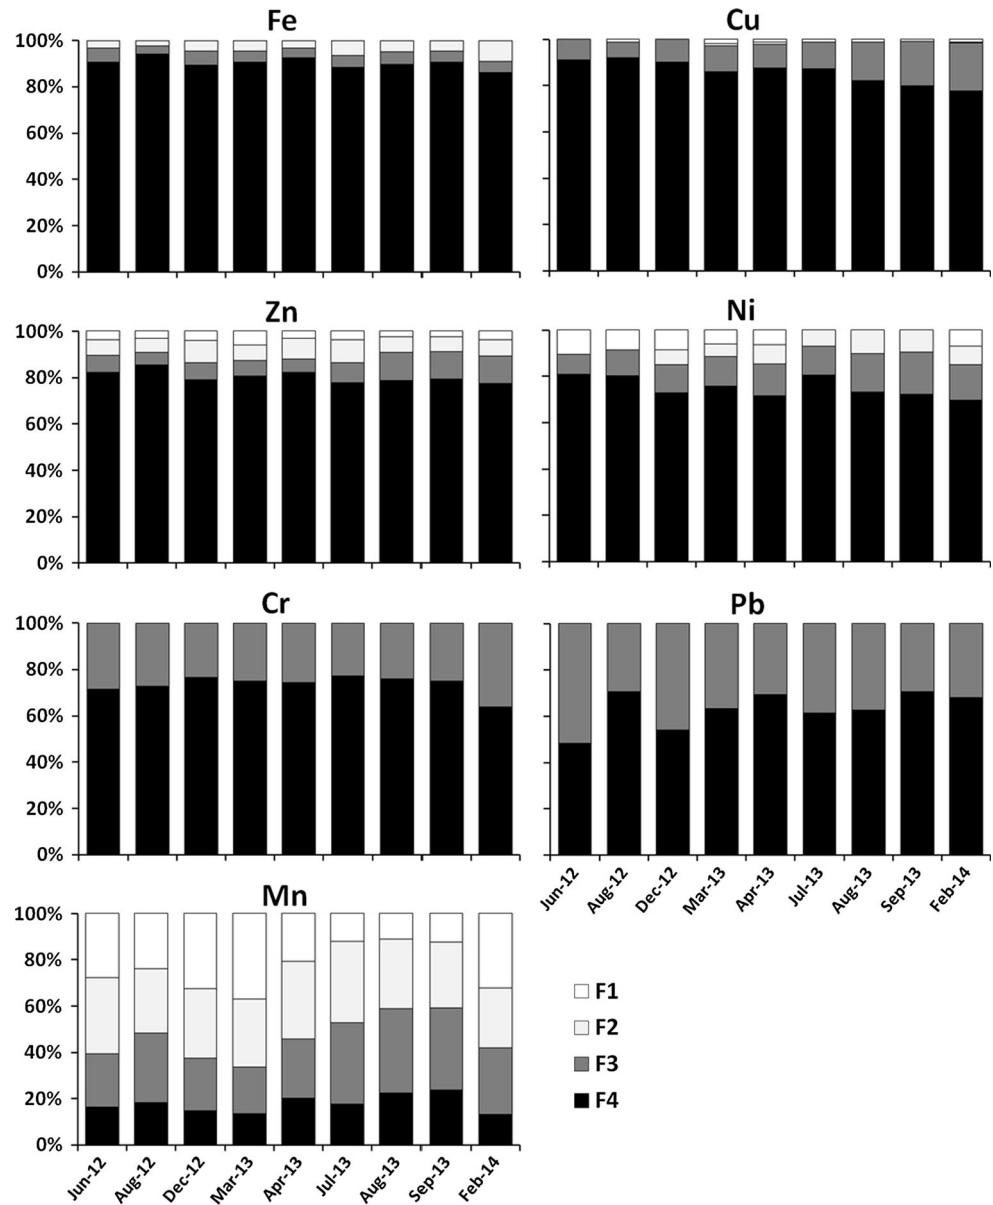 Fe
Cu
100%
80%
60%
40%
20%
0%
Zn
Ni
100%
80%
60%
40%
20%
0%
Cr
Pb
100%
80%
60%
40%
20%
0%
Jun-12
Aug-12
Dec-12
Mar-13
Apr-13
Jul-13
Aug-13
Sep-13
Feb-14
Mn
100%
80%
60%
40%
20%
0%
Jun-12
Aug-12
Dec-12
Mar-13
Apr-13
Jul-13
Aug-13
Sep-13
Feb-14
F1
F2
F3
F4